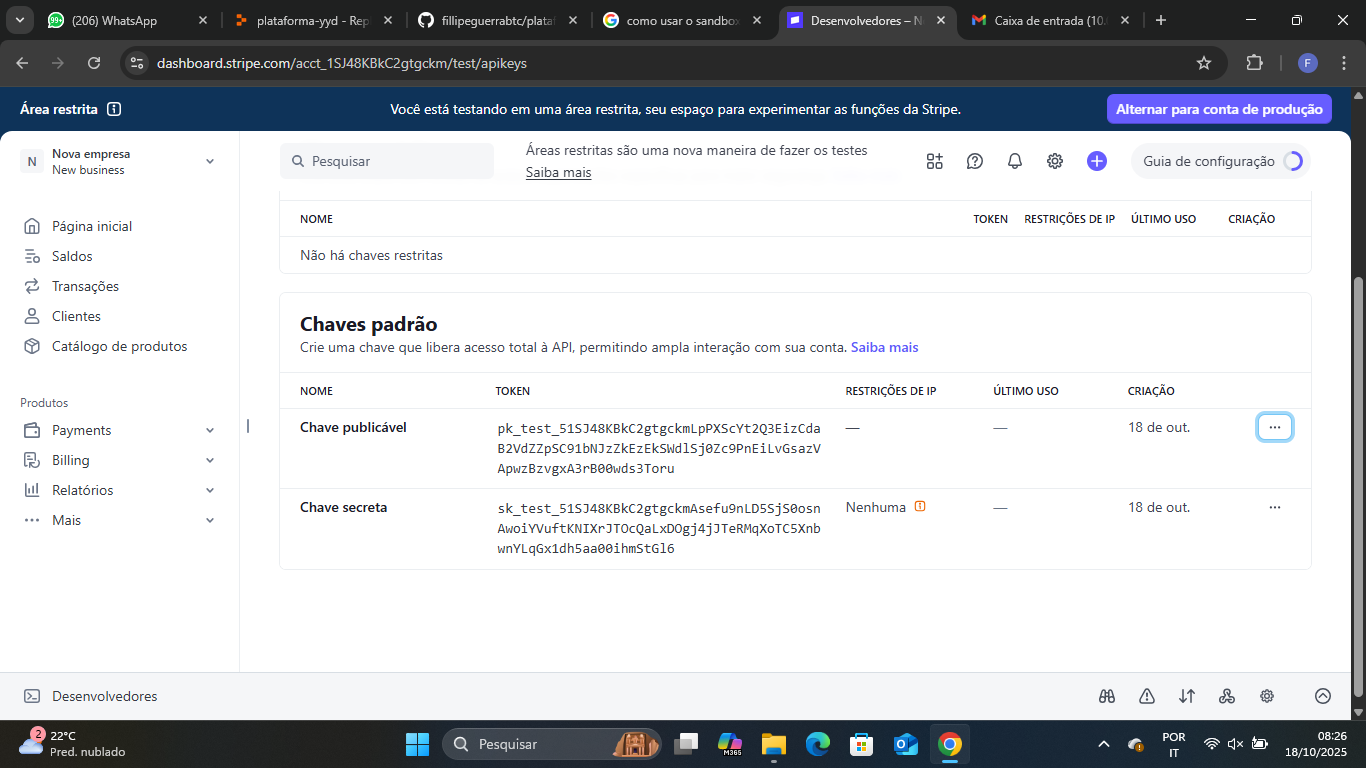 (206) WhatsApp
plataforma-yyd - Rep
fillipeguerrabtc/plata
como usar o sandbox
Desenvolvedores – N
Caixa de entrada (10.
dashboard.stripe.com/acct_1SJ48KBkC2gtgckm/test/apikeys
F
Área restrita
Você está testando em uma área restrita, seu espaço para experimentar as funções da Stripe.
Alternar para conta de produção
N
Nova empresa
New business
Pesquisar
Áreas restritas são uma nova maneira de fazer os testes
Saiba mais
Guia de configuração
Página inicial
Saldos
Transações
Clientes
Catálogo de produtos
Produtos
Payments
Billing
Relatórios
Mais
NOME TOKEN RESTRIÇÕES DE IP ÚLTIMO USO CRIAÇÃO
Não há chaves restritas
Chaves padrão
Crie uma chave que libera acesso total à API, permitindo ampla interação com sua conta. Saiba mais
NOME TOKEN RESTRIÇÕES DE IP ÚLTIMO USO CRIAÇÃO
Chave publicável pk_test_51SJ48KBkC2gtgckmLpPXScYt2Q3EizCda — — 18 de out.
B2VdZZpSC91bNJzZkEzEkSWdlSj0Zc9PnEiLvGsazV
ApwzBzvgxA3rB00wds3Toru
Chave secreta sk_test_51SJ48KBkC2gtgckmAsefu9nLD5SjS0osn Nenhuma — 18 de out.
AwoiYVuftKNIXrJTOcQaLxDOgj4jJTeRMqXoTC5Xnb
wnYLqGx1dh5aa00ihmStGl6
Desenvolvedores
2
22°C
Pred. nublado
Pesquisar
M365
POR
IT
08:26
18/10/2025